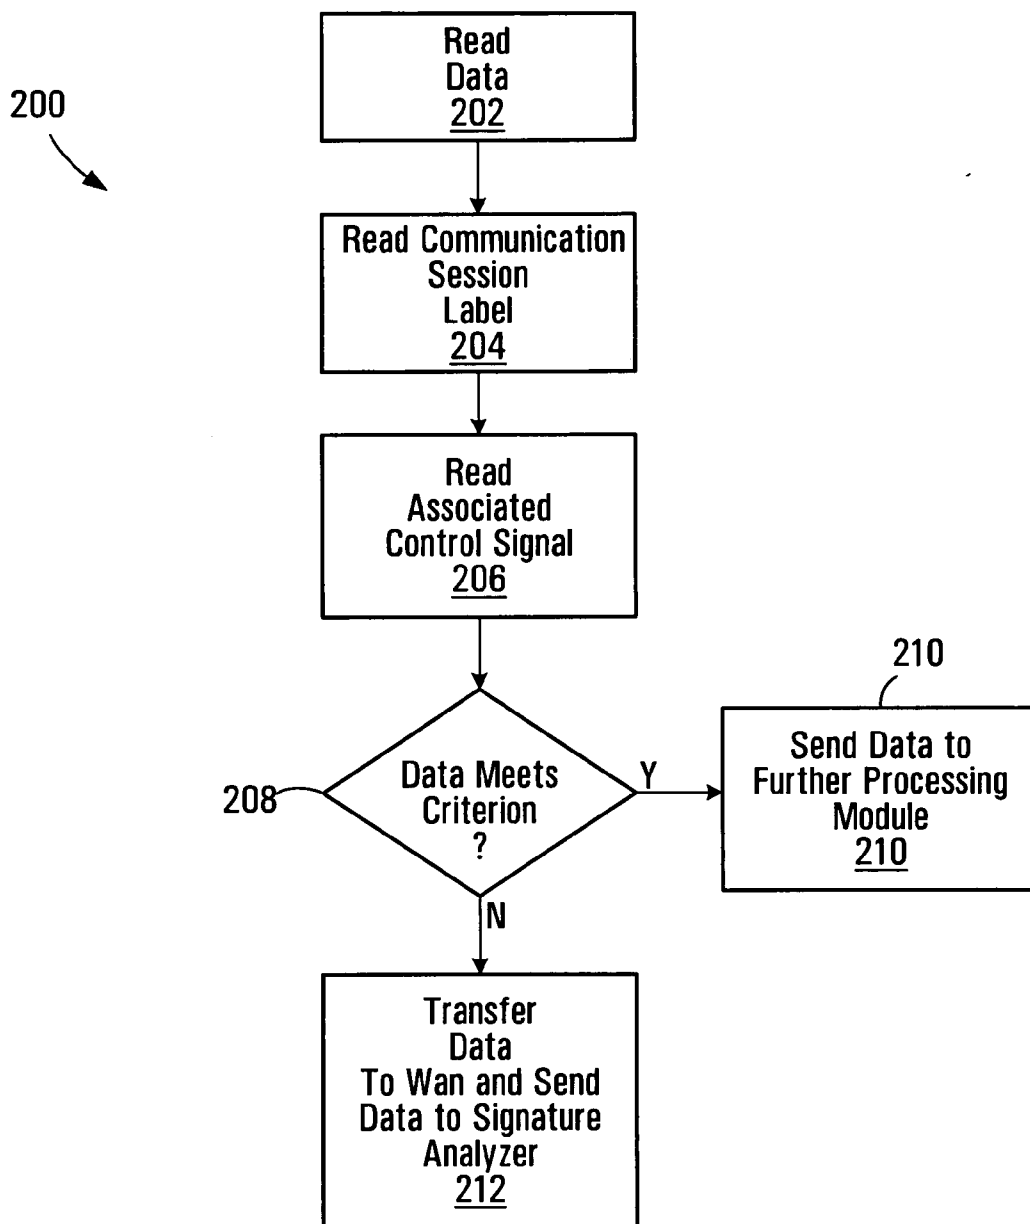 Read
Data
202
200
Read Communication
Session
Label
204
Read
Associated
Control Signal
206
210
Send Data to
Further Processing
Module
210
208
Data Meets
Criterion
?
Y
N
Transfer
Data
To Wan and Send
Data to Signature
Analyzer
212